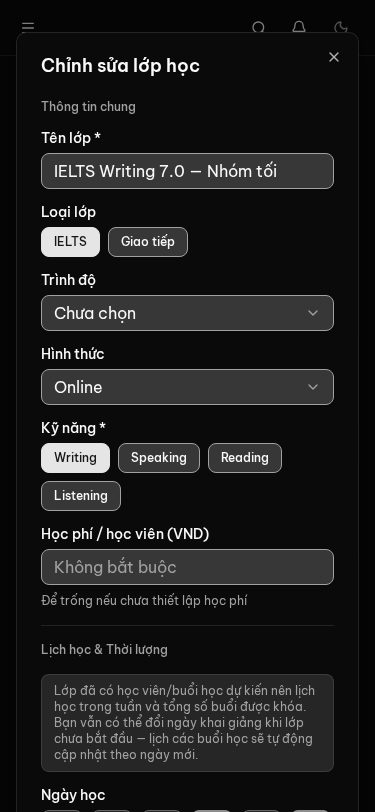 Chỉnh sửa lớp học
Thông tin chung
Tên lớp *
IELTS Writing 7.0 — Nhóm tối
Loại lớp
IELTS
Giao tiếp
Trình độ
Chưa chọn
Hình thức
Online
Kỹ năng *
Writing
Speaking
Reading
Listening
Học phí / học viên (VND)
Không bắt buộc
Để trống nếu chưa thiết lập học phí
Lịch học & Thời lượng
Lớp đã có học viên/buổi học dự kiến nên lịch
học trong tuần và tổng số buổi được khóa.
Bạn vẫn có thể đổi ngày khai giảng khi lớp
chưa bắt đầu — lịch các buổi học sẽ tự động
cập nhật theo ngày mới.
Ngày học